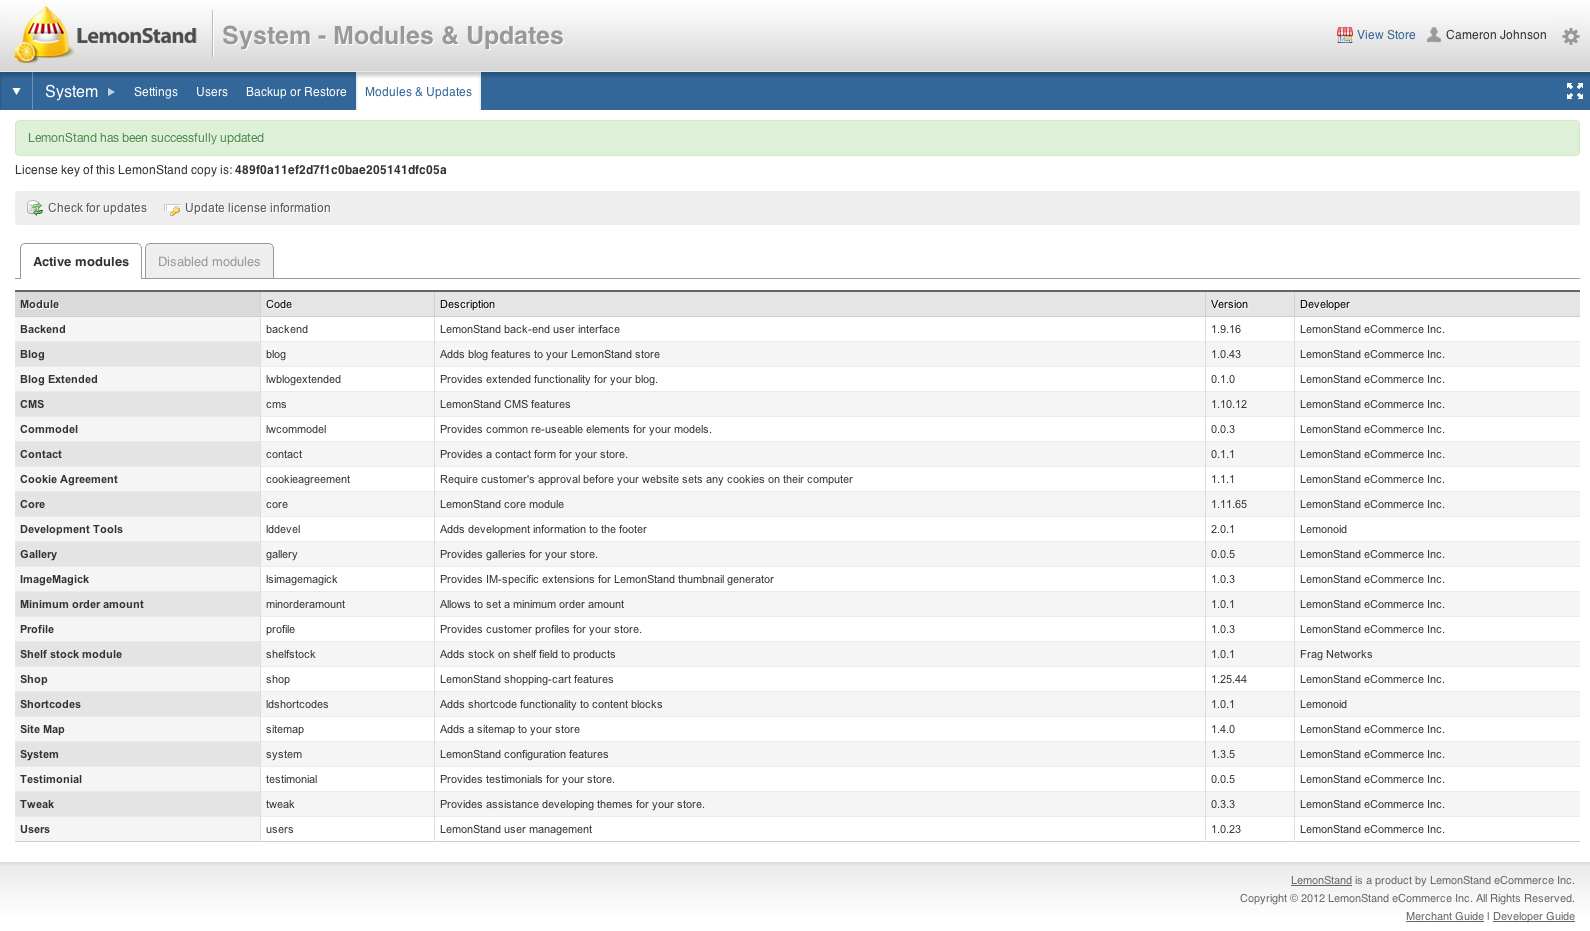 LemonStand
System - Modules & Updates
View Store Cameron Johnson
System Settings Users Backup or Restore Modules & Updates
LemonStand has been successfully updated
License key of this LemonStand copy is: 489f0a11ef2d7f1c0bae205141dfc05a
Check for updates Update license information
Active modules Disabled modules
Module Code Description Version Developer
Backend backend LemonStand back-end user interface 1.9.16 LemonStand eCommerce Inc.
Blog blog Adds blog features to your LemonStand store 1.0.43 LemonStand eCommerce Inc.
Blog Extended lwblogextended Provides extended functionality for your blog. 0.1.0 LemonStand eCommerce Inc.
CMS cms LemonStand CMS features 1.10.12 LemonStand eCommerce Inc.
Commodel lwcommodel Provides common re-useable elements for your models. 0.0.3 LemonStand eCommerce Inc.
Contact contact Provides a contact form for your store. 0.1.1 LemonStand eCommerce Inc.
Cookie Agreement cookieagreement Require customer's approval before your website sets any cookies on their computer 1.1.1 LemonStand eCommerce Inc.
Core core LemonStand core module 1.11.65 LemonStand eCommerce Inc.
Development Tools lddevel Adds development information to the footer 2.0.1 Lemonoid
Gallery gallery Provides galleries for your store. 0.0.5 LemonStand eCommerce Inc.
ImageMagick lsimagemagick Provides IM-specific extensions for LemonStand thumbnail generator 1.0.3 LemonStand eCommerce Inc.
Minimum order amount minorderamount Allows to set a minimum order amount 1.0.1 LemonStand eCommerce Inc.
Profile profile Provides customer profiles for your store. 1.0.3 LemonStand eCommerce Inc.
Shelf stock module shelfstock Adds stock on shelf field to products 1.0.1 Frag Networks
Shop shop LemonStand shopping-cart features 1.25.44 LemonStand eCommerce Inc.
Shortcodes ldshortcodes Adds shortcode functionality to content blocks 1.0.1 Lemonoid
Site Map sitemap Adds a sitemap to your store 1.4.0 LemonStand eCommerce Inc.
System system LemonStand configuration features 1.3.5 LemonStand eCommerce Inc.
Testimonial testimonial Provides testimonials for your store. 0.0.5 LemonStand eCommerce Inc.
Tweak tweak Provides assistance developing themes for your store. 0.3.3 LemonStand eCommerce Inc.
Users users LemonStand user management 1.0.23 LemonStand eCommerce Inc.
LemonStand is a product by LemonStand eCommerce Inc.
Copyright © 2012 LemonStand eCommerce Inc. All Rights Reserved.
Merchant Guide | Developer Guide